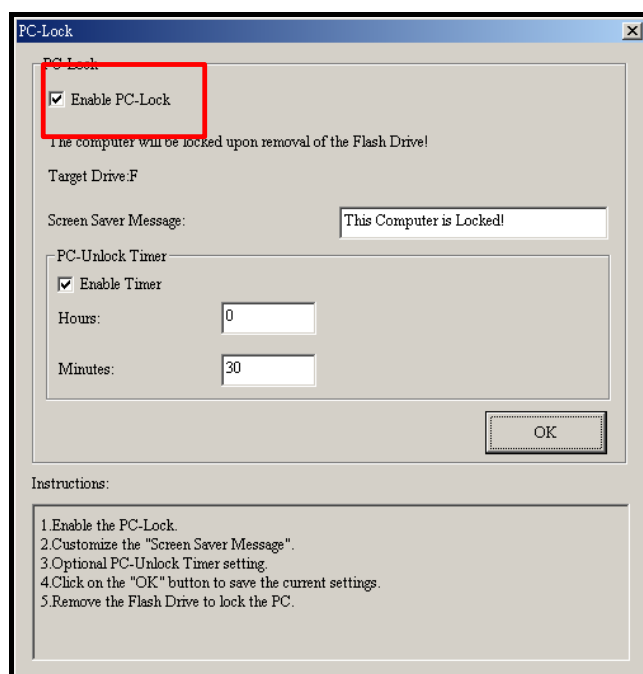 PC-Lock
PC-Lock
Enable PC-Lock
The computer will be locked upon removal of the Flash Drive!
Target Drive:F
Screen Saver Message:
This Computer is Locked!
PC-Unlock Timer
Enable Timer
Hours:
0
Minutes:
30
OK
Instructions:
1.Enable the PC-Lock.
2.Customize the "Screen Saver Message".
3.Optional PC-Unlock Timer setting.
4.Click on the "OK" button to save the current settings.
5.Remove the Flash Drive to lock the PC.